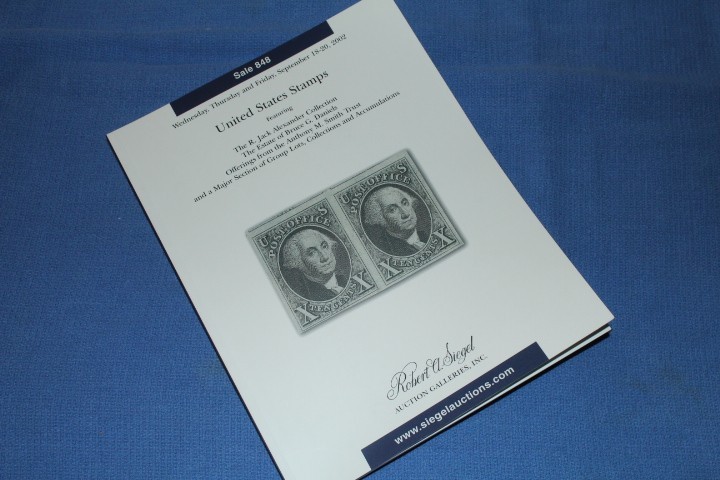 Sale 848
Wednesday, Thursday and Friday, September 18-20, 2002
United States Stamps
Featuring
The R. Jack Alexander Collection
The Estate of Bruce G. Daniels
Offerings from the Anthony M. Smith Trust
and a Major Section of Group Lots, Collections and Accumulations
U S
POST OFFICE
X TEN CENTS X
U S
POST OFFICE
X TEN CENTS X
Robert A. Siegel
AUCTION GALLERIES, INC.
www.siegelauctions.com